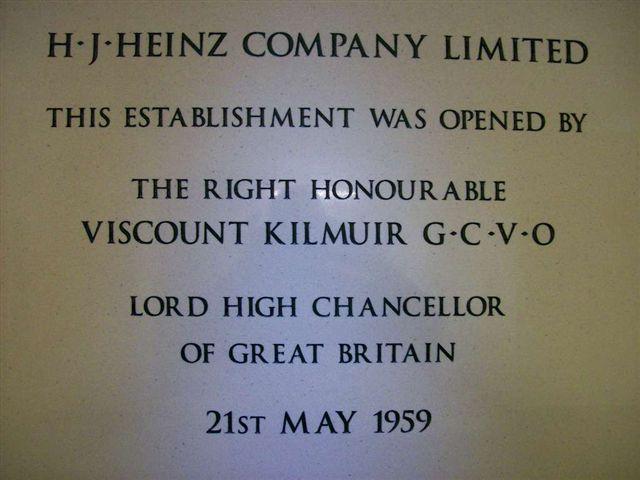 H·J·HEINZ COMPANY LIMITED
THIS ESTABLISHMENT WAS OPENED BY
THE RIGHT HONOURABLE
VISCOUNT KILMUIR G·C·V·O
LORD HIGH CHANCELLOR
OF GREAT BRITAIN
21ST MAY 1959